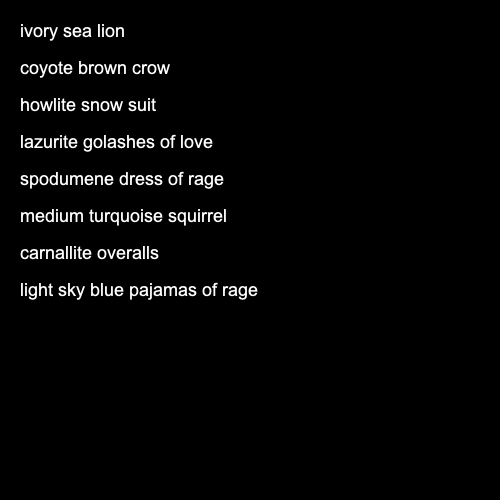 ivory sea lion
coyote brown crow
howlite snow suit
lazurite golashes of love
spodumene dress of rage
medium turquoise squirrel
carnallite overalls
light sky blue pajamas of rage